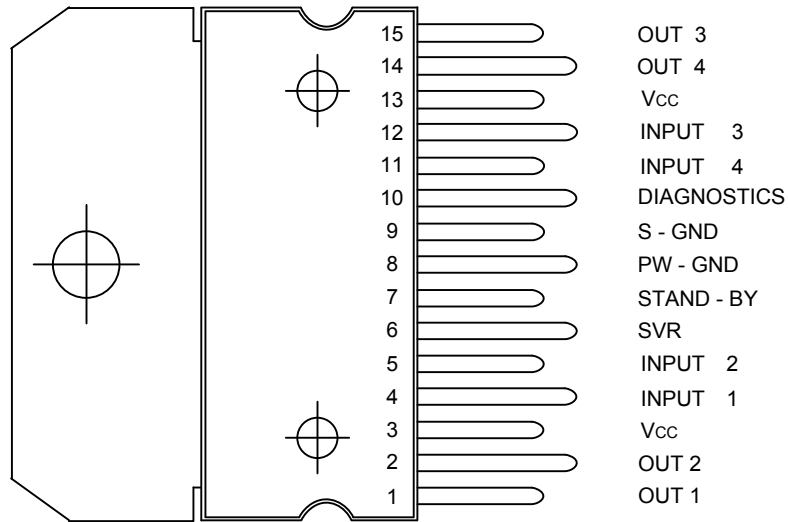 15 OUT 3
14 OUT 4
13 Vcc
12 INPUT 3
11 INPUT 4
10 DIAGNOSTICS
9 S - GND
8 PW - GND
7 STAND - BY
6 SVR
5 INPUT 2
4 INPUT 1
3 Vcc
2 OUT 2
1 OUT 1